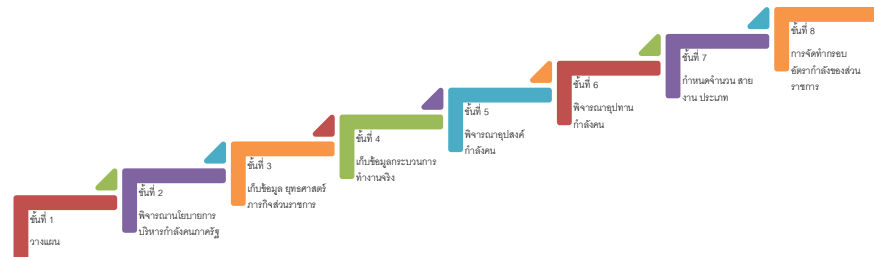 ขั้นที่ 1
วางแผน
ขั้นที่ 2
พิจารณานโยบายการ
บริหารกำลังคนภาครัฐ
ขั้นที่ 3
เก็บข้อมูล ยุทธศาสตร์
ภารกิจส่วนราชการ
ขั้นที่ 4
เก็บข้อมูลกระบวนการ
ทำงานจริง
ขั้นที่ 5
พิจารณาอุปสงค์
กำลังคน
ขั้นที่ 6
พิจารณาอุปทาน
กำลังคน
ขั้นที่ 7
กำหนดจำนวน สาย
งาน ประเภท
ขั้นที่ 8
การจัดทำกรอบ
อัตรากำลังของส่วน
ราชการ